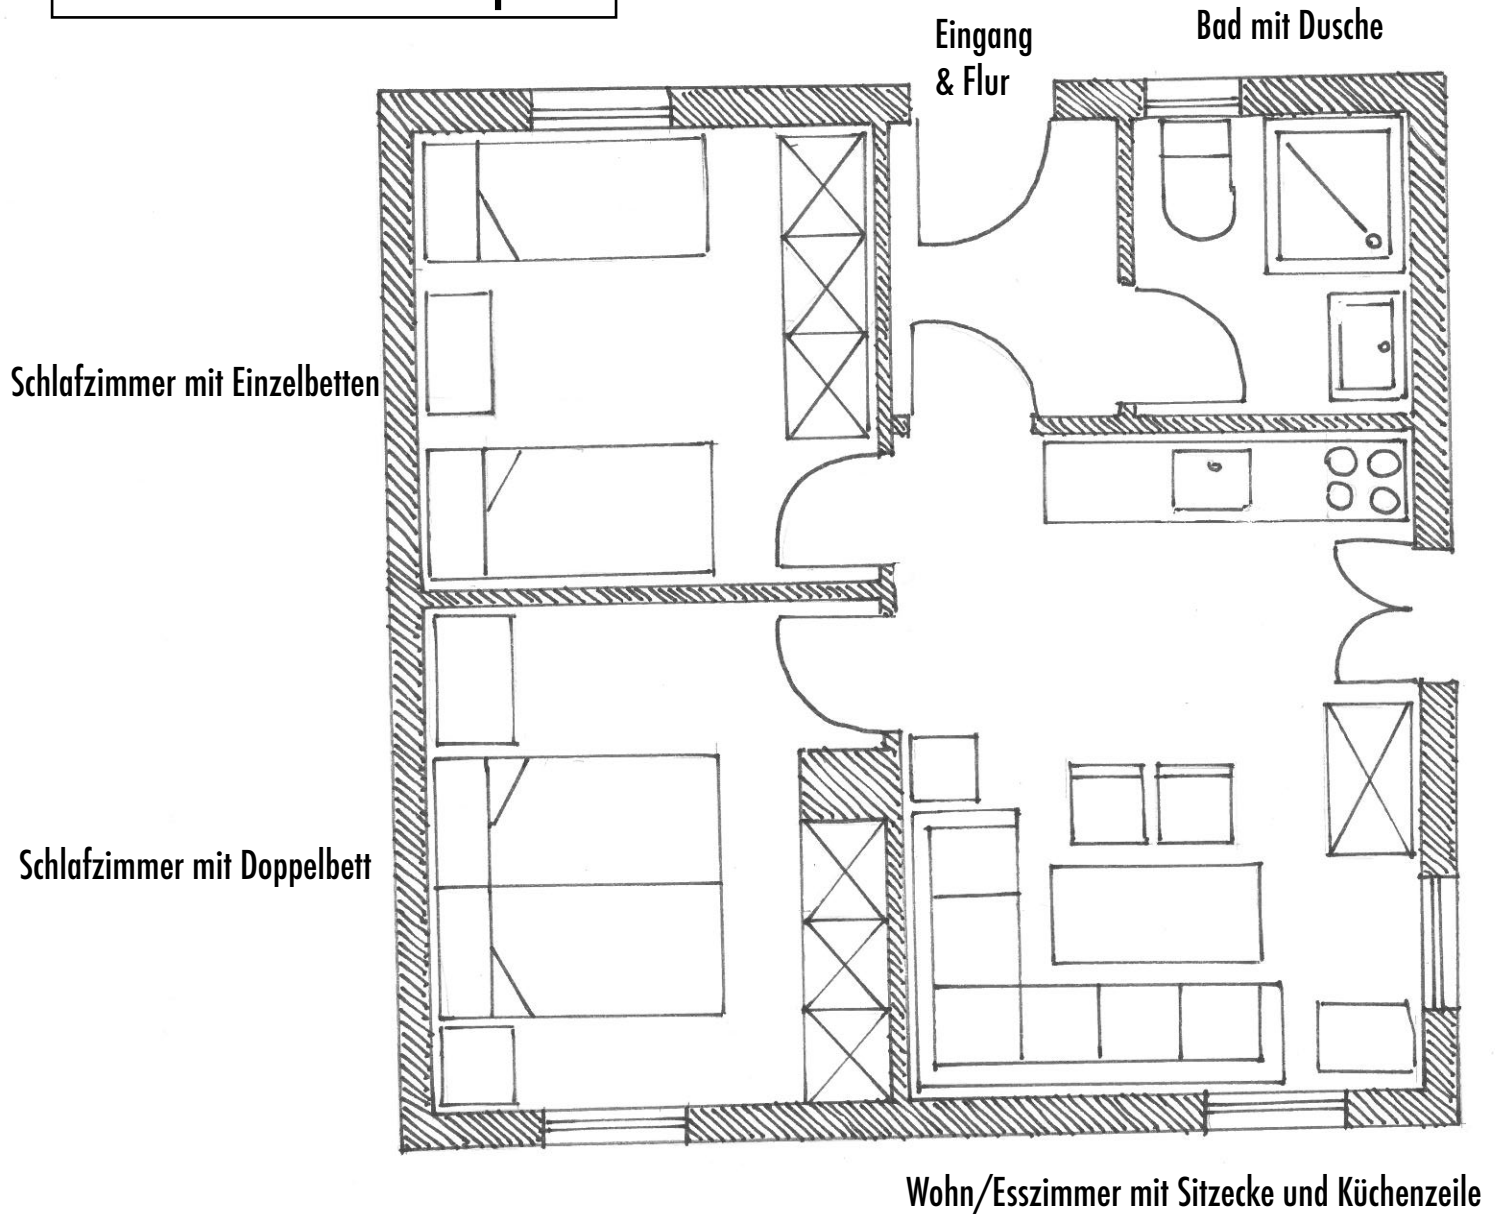 Eingang
& Flur
Bad mit Dusche
Schlafzimmer mit Einzelbetten
Schlafzimmer mit Doppelbett
Wohn/Esszimmer mit Sitzecke und Küchenzeile